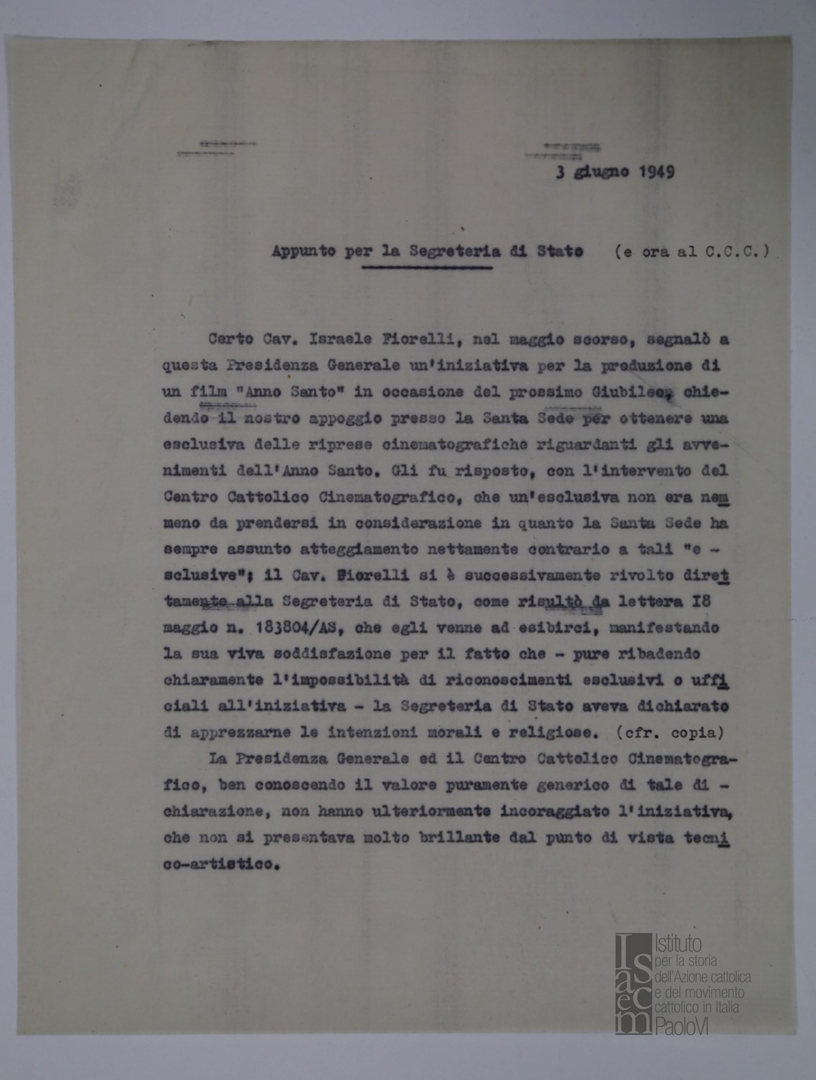 3 giugno 1949
Appunto per la Segreteria di Stato (e ora al C.C.C.)
Certo Cav. Israele Fiorelli, nel maggio scorso, segnalò a
questa Presidenza Generale un'iniziativa per la produzione di
un film "Anno Santo" in occasione del prossimo Giubileo, chie-
dendo il nostro appoggio presso la Santa Sede per ottenere una
esclusiva delle riprese cinematografiche riguardanti gli avve-
nimenti dell'Anno Santo. Gli fu risposto, con l'intervento del
Centro Cattolico Cinematografico, che un'esclusiva non era nem
meno da prendersi in considerazione in quanto la Santa Sede ha
sempre assunto atteggiamento nettamente contrario a tali "e -
sclusive"; il Cav. Fiorelli si è successivamente rivolto diret
tamente alla Segreteria di Stato, come risultò da lettera I8
maggio n. 183804/AS, che egli venne ad esibirci, manifestando
la sua viva soddisfazione per il fatto che - pure ribadendo
chiaramente l'impossibilità di riconoscimenti esclusivi o uffi
ciali all'iniziativa - la Segreteria di Stato aveva dichiarato
di apprezzarne le intenzioni morali e religiose. (cfr. copia)
La Presidenza Generale ed il Centro Cattolico Cinematogra-
fico, ben conoscendo il valore puramente generico di tale di -
chiarazione, non hanno ulteriormente incoraggiato l'iniziativa,
che non si presentava molto brillante dal punto di vista tecni
co-artistico.
Isacem
Istituto
per la storia
dell'Azione cattolica
e del movimento
cattolico in Italia
PaoloVI